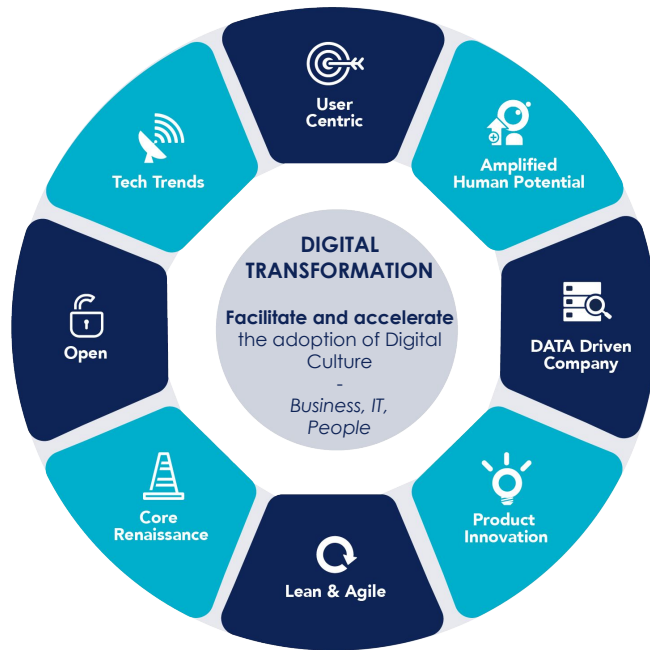 User
Centric
Amplified
Human Potential
Tech Trends
DIGITAL
TRANSFORMATION
Facilitate and accelerate
the adoption of Digital
Culture
-
Business, IT,
People
Open
DATA Driven
Company
Core
Renaissance
Product
Innovation
Lean & Agile